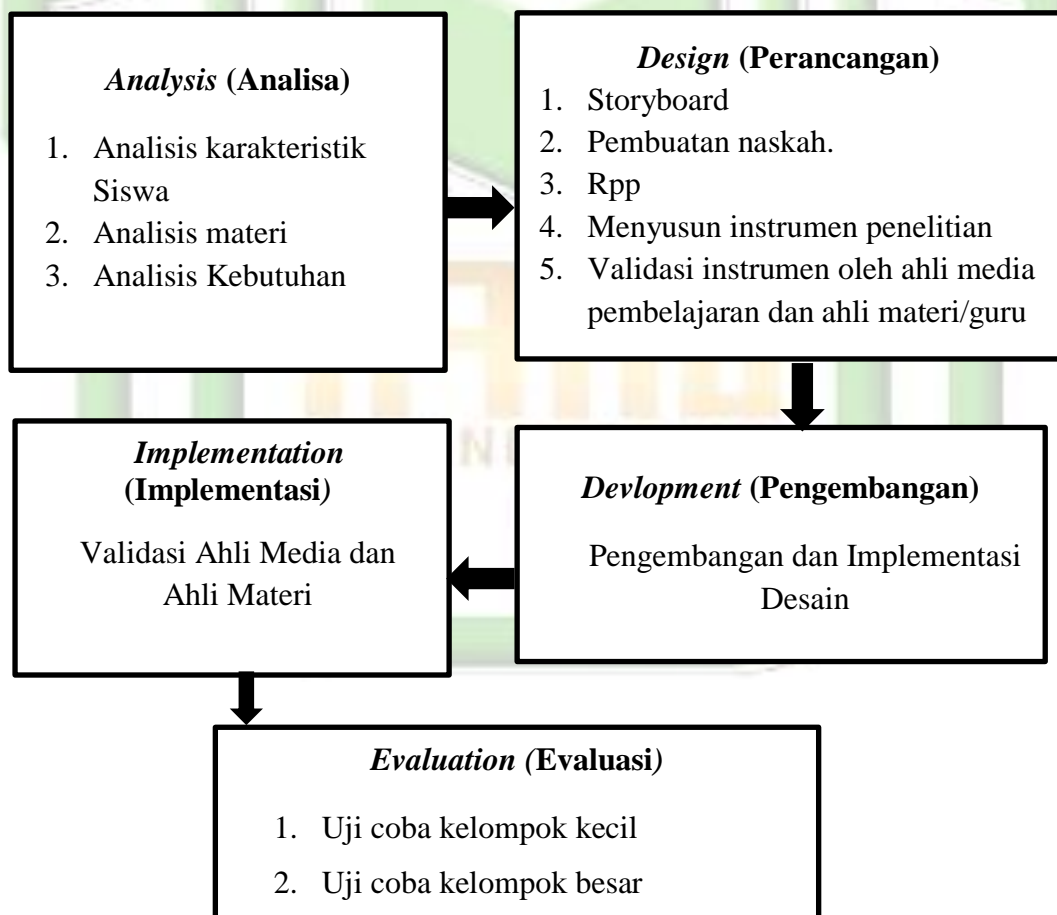 Analysis (Analisa)
1. Analisis karakteristik
Siswa
2. Analisis materi
3. Analisis Kebutuhan
Design (Perancangan)
1. Storyboard
2. Pembuatan naskah.
3. Rpp
4. Menyusun instrumen penelitian
5. Validasi instrumen oleh ahli media
pembelajaran dan ahli materi/guru
Devlopment (Pengembangan)
Pengembangan dan Implementasi
Desain
Implementation
(Implementasi)
Validasi Ahli Media dan
Ahli Materi
Evaluation (Evaluasi)
1. Uji coba kelompok kecil
2. Uji coba kelompok besar